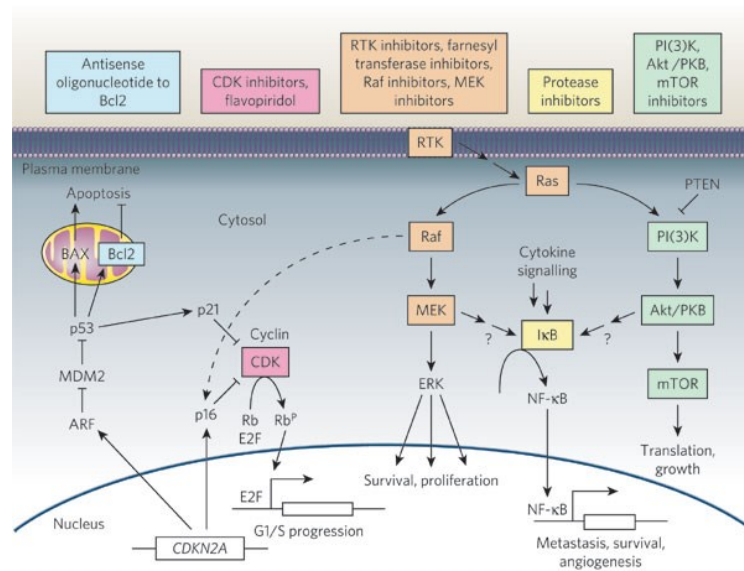 Antisense
oligonucleotide to
Bcl2
CDK inhibitors,
flavopiridol
RTK inhibitors, farnesyl
transferase inhibitors,
Raf inhibitors, MEK
inhibitors
Protease
inhibitors
PI(3)K,
Akt /PKB,
mTOR
inhibitors
RTK
Plasma membrane
Apoptosis
Cytosol
Ras
PTEN
BAX
Bcl2
Raf
PI(3)K
Cytokine
signalling
p53
p21
Cyclin
CDK
MEK
?
IκB
?
Akt/PKB
MDM2
p16
Rb
E2F
Rbᴾ
ERK
NF-κB
mTOR
ARF
Survival, proliferation
Translation,
growth
Nucleus
E2F
G1/S progression
NF-κB
Metastasis, survival,
angiogenesis
CDKN2A